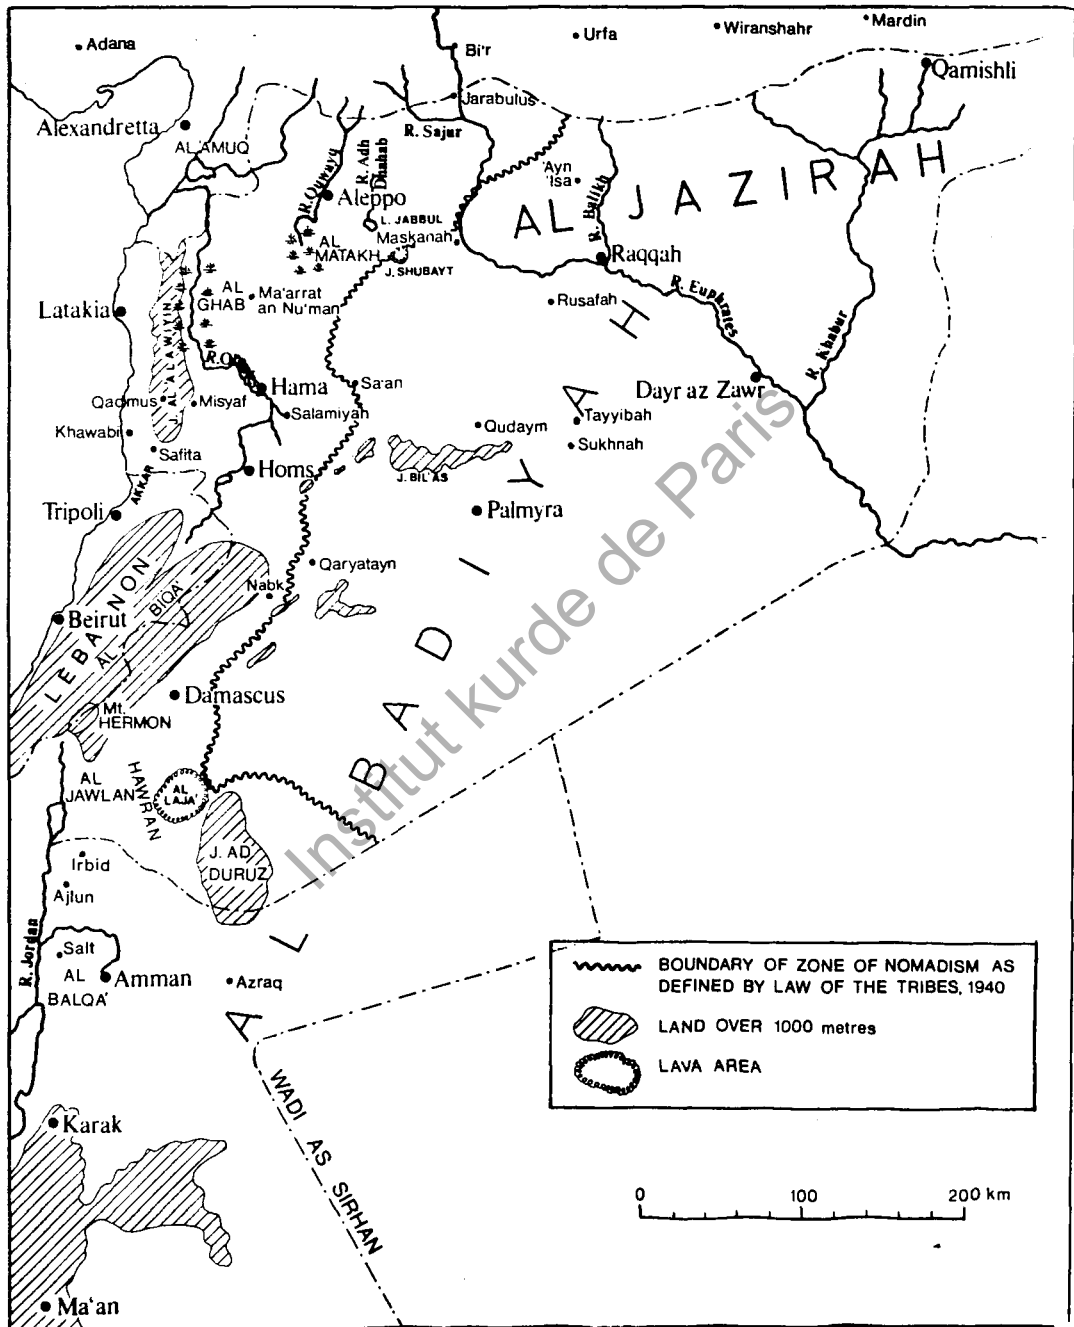 Adana
Urfa
Wiranshahr
Mardin
Bi'r
Qamishli
Jarabulus
Alexandretta
AL 'AMUQ
R. Sajur
R. Quwayq
R. Adh
Dhahab
'Ayn
'Isa
R. Balikh
AL JAZIRAH
Aleppo
L. JABBUL
Maskanah
AL
MATAKH
J. SHUBAYT
Raqqah
AL
GHAB
Ma'arrat
an Nu'man
Rusafah
R. Euphrates
Latakia
J. AL ALAWIYIN
R. Khabur
Hama
Sa'an
Dayr az Zawr
Qadmus
Misyaf
Salamiyah
Tayyibah
Khawabi
Qudaym
Sukhnah
Safita
Homs
J. BIL'AS
AKKAR
Tripoli
Palmyra
Qaryatayn
Nabk
LEBANON
AL BIQA'
Beirut
Damascus
Mt.
HERMON
AL BADIYAH
AL
JAWLAN
HAWRAN
AL
LAJA'
J. AD
DURUZ
Irbid
Ajlun
R. Jordan
Salt
AL
BALQA'
Amman
Azraq
WADI AS SIRHAN
Karak
Ma'an
BOUNDARY OF ZONE OF NOMADISM AS
DEFINED BY LAW OF THE TRIBES, 1940
LAND OVER 1000 metres
LAVA AREA
0 100 200 km
Institut kurde de Paris